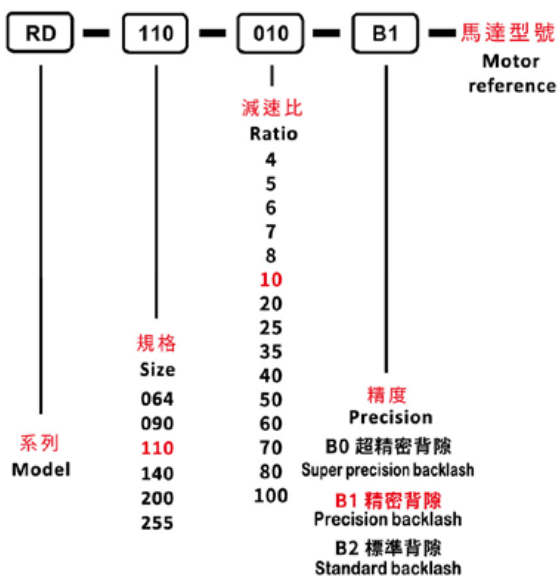 RD — 110 — 010 — B1 — 馬達型號
Motor
reference
減速比
Ratio
4
5
6
7
8
10
20
25
35
40
50
60
70
80
100
規格
Size
064
090
110
140
200
255
系列
Model
精度
Precision
B0 超精密背隙
Super precision backlash
B1 精密背隙
Precision backlash
B2 標準背隙
Standard backlash